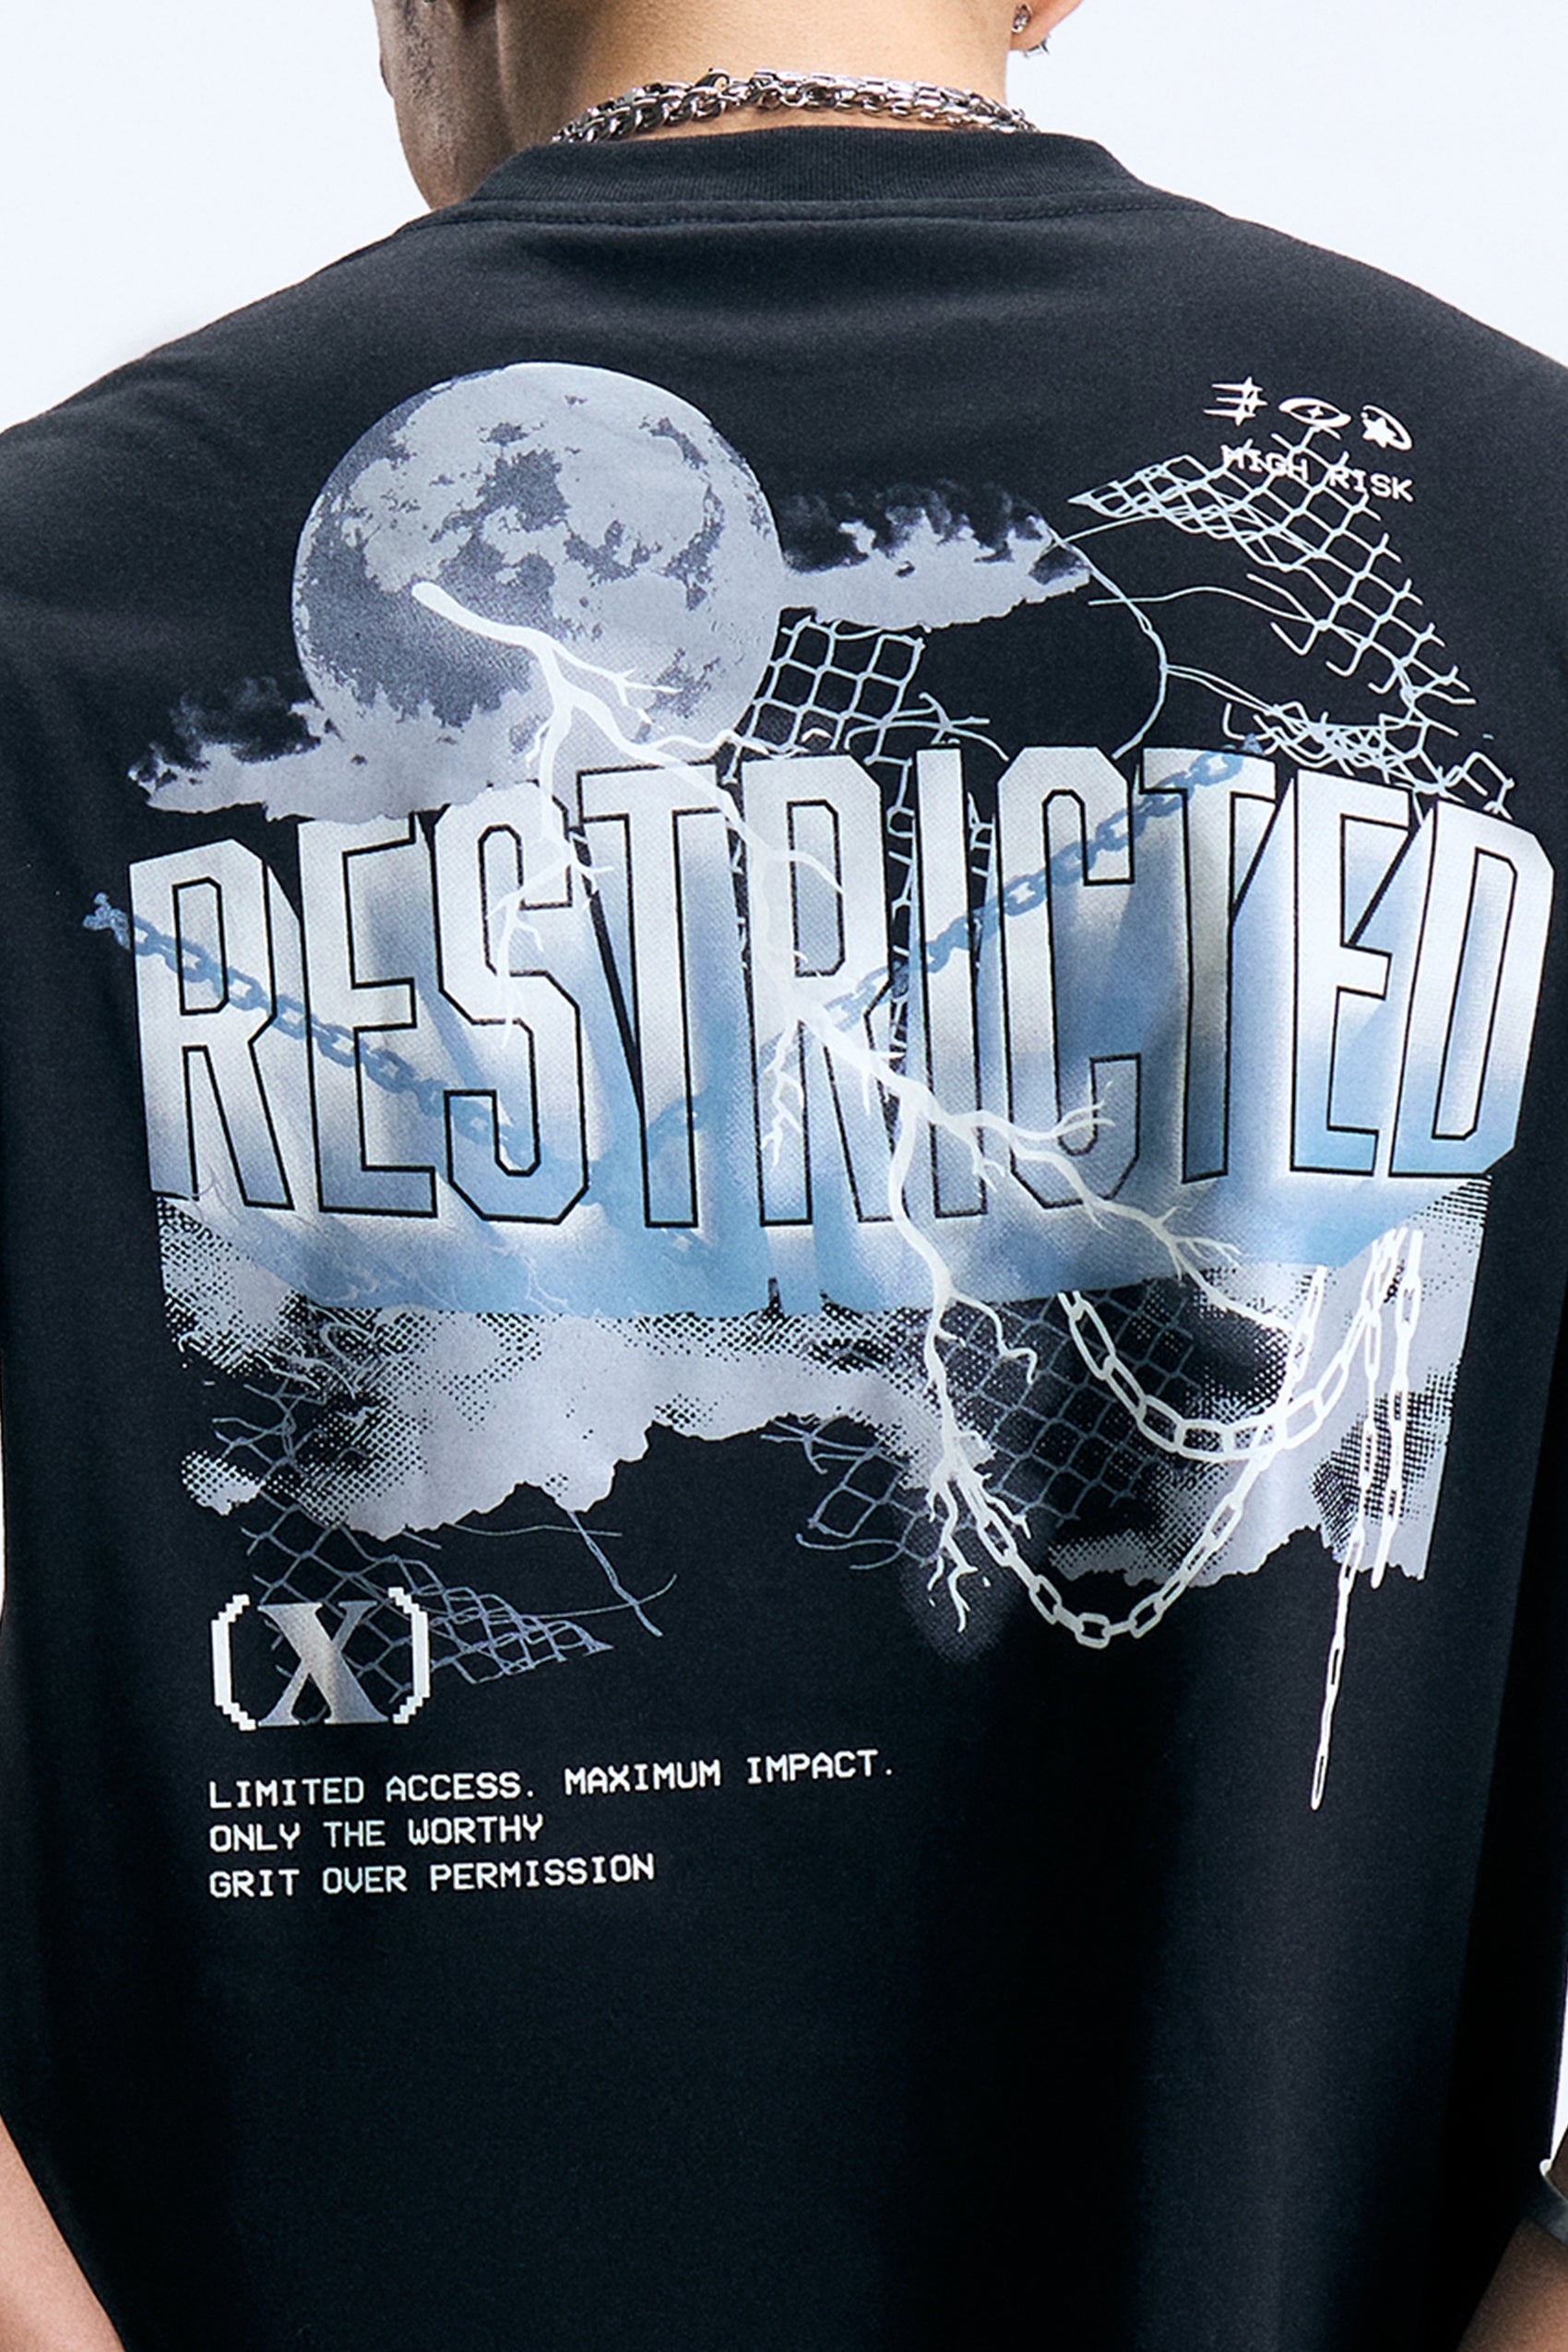 HIGH RISK
RESTRICTED
(X)
LIMITED ACCESS. MAXIMUM IMPACT.
ONLY THE WORTHY
GRIT OVER PERMISSION